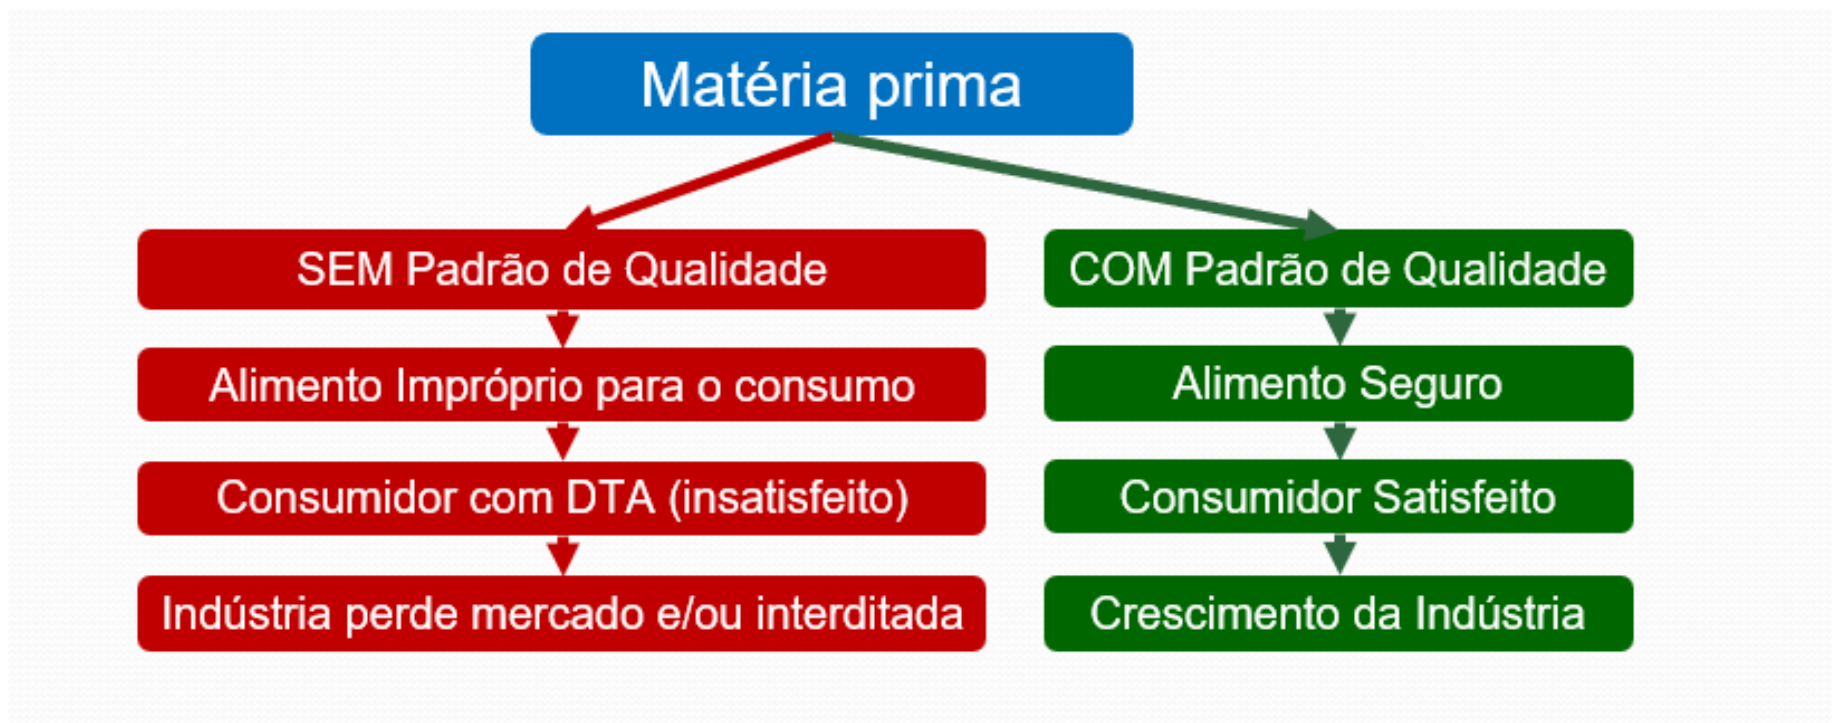 Matéria prima
SEM Padrão de Qualidade
Alimento Impróprio para o consumo
Consumidor com DTA (insatisfeito)
Indústria perde mercado e/ou interditada
COM Padrão de Qualidade
Alimento Seguro
Consumidor Satisfeito
Crescimento da Indústria